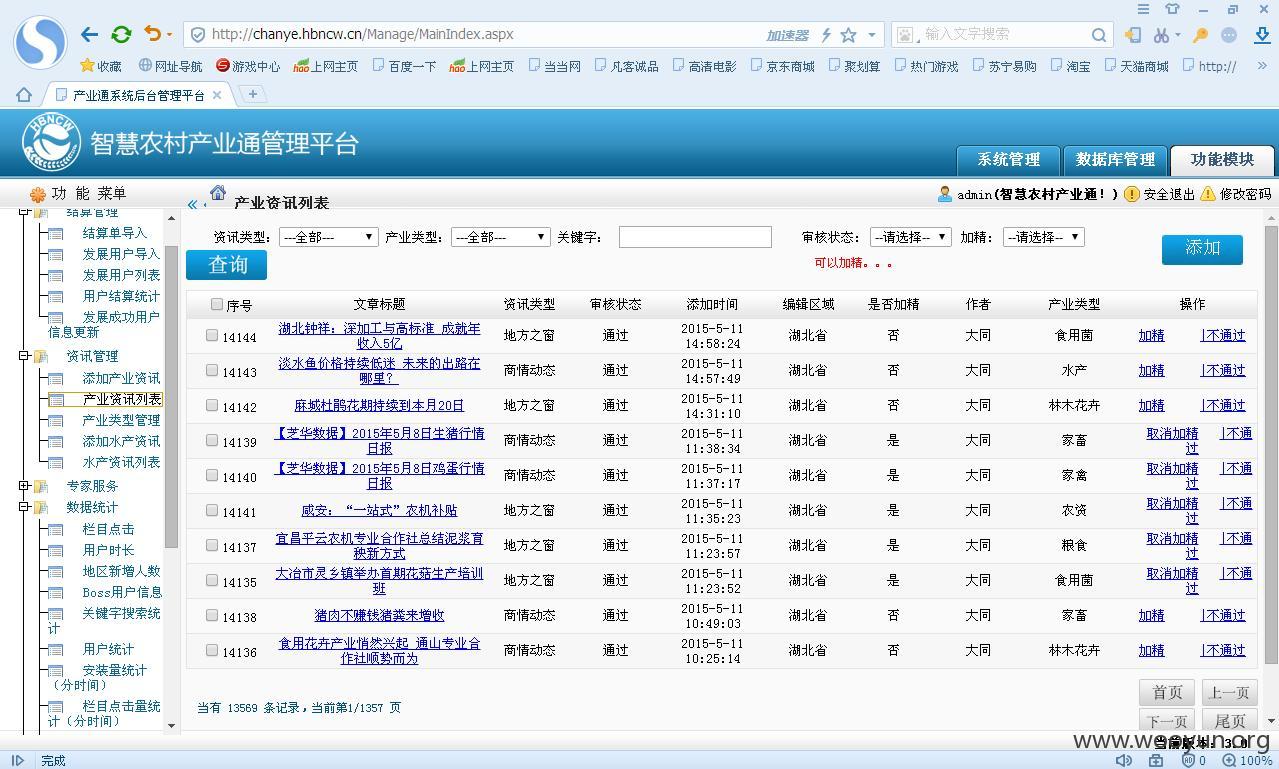 http://chanye.hbncw.cn/Manage/MainIndex.aspx
加速器
输入文字搜索
收藏 网址导航 游戏中心 hao上网主页 百度一下 hao上网主页 当当网 凡客诚品 高清电影 京东商城 聚划算 热门游戏 苏宁易购 淘宝 天猫商城 http://
产业通系统后台管理平台
HBNCW
智慧农村产业通管理平台
系统管理 数据库管理 功能模块
功 能 菜单
产业资讯列表
admin(智慧农村产业通！) 安全退出 修改密码
结算管理
结算单导入
发展用户导入
发展用户列表
用户结算统计
发展成功用户
信息更新
资讯管理
添加产业资讯
产业资讯列表
产业类型管理
添加水产资讯
水产资讯列表
专家服务
数据统计
栏目点击
用户时长
地区新增人数
Boss用户信息
关键字搜索统
计
用户统计
安装量统计
（分时间）
栏目点击量统
计（分时间）
资讯类型： ---全部--- 产业类型： ---全部--- 关键字： 审核状态： --请选择-- 加精： --请选择-- 添加
查询 可以加精。。。
序号 文章标题 资讯类型 审核状态 添加时间 编辑区域 是否加精 作者 产业类型 操作
14144 湖北钟祥：深加工与高标准 成就年收入5亿 地方之窗 通过 2015-5-11 14:58:24 湖北省 否 大同 食用菌 加精 |不通过
14143 淡水鱼价格持续低迷 未来的出路在哪里？ 商情动态 通过 2015-5-11 14:57:49 湖北省 否 大同 水产 加精 |不通过
14142 麻城杜鹃花期持续到本月20日 地方之窗 通过 2015-5-11 14:31:10 湖北省 否 大同 林木花卉 加精 |不通过
14139 【芝华数据】2015年5月8日生猪行情日报 商情动态 通过 2015-5-11 11:38:34 湖北省 是 大同 家畜 取消加精 |不通过
14140 【芝华数据】2015年5月8日鸡蛋行情日报 商情动态 通过 2015-5-11 11:37:17 湖北省 是 大同 家禽 取消加精 |不通过
14141 咸安：“一站式”农机补贴 地方之窗 通过 2015-5-11 11:35:23 湖北省 是 大同 农资 取消加精 |不通过
14137 宜昌平云农机专业合作社总结泥浆育秧新方式 地方之窗 通过 2015-5-11 11:23:57 湖北省 是 大同 粮食 取消加精 |不通过
14135 大冶市灵乡镇举办首期花菇生产培训班 地方之窗 通过 2015-5-11 11:23:52 湖北省 是 大同 食用菌 取消加精 |不通过
14138 猪肉不赚钱猪粪来增收 商情动态 通过 2015-5-11 10:49:03 湖北省 否 大同 家畜 加精 |不通过
14136 食用花卉产业悄然兴起 通山专业合作社顺势而为 商情动态 通过 2015-5-11 10:25:14 湖北省 否 大同 林木花卉 加精 |不通过
当有 13569 条记录，当前第1/1357 页
首页 上一页
下一页 尾页
当前版本：3.0
www.wooyun.org
完成
0 100%